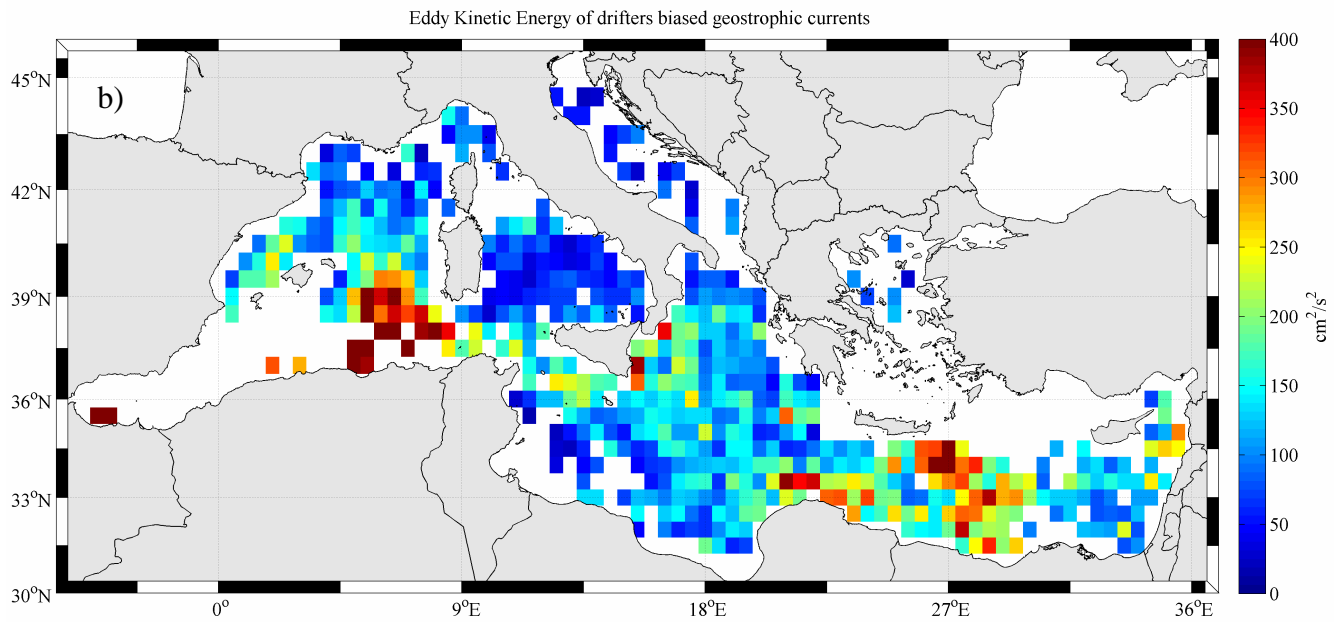 Eddy Kinetic Energy of drifters biased geostrophic currents
b)
45°N
42°N
39°N
36°N
33°N
30°N
0°
9°E
18°E
27°E
36°E
400
350
300
250
200
150
100
50
0
cm²/s²